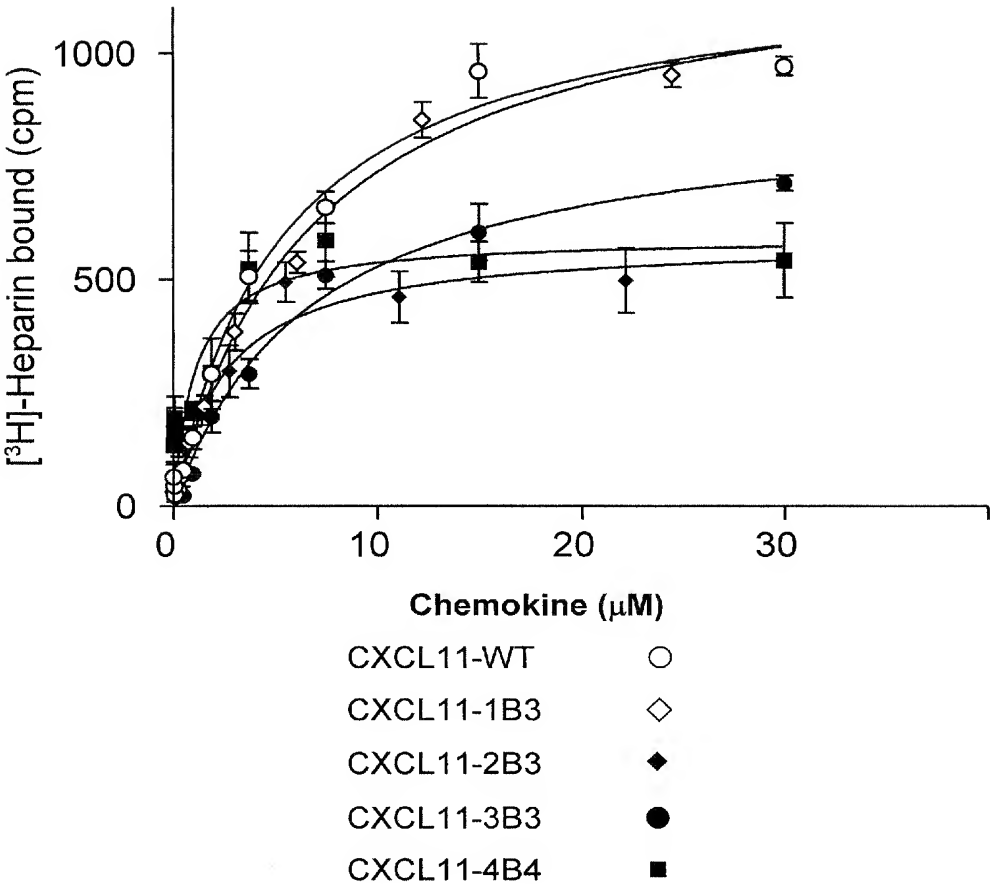 1000
500
0
[³H]-Heparin bound (cpm)
0 10 20 30
Chemokine (μM)
CXCL11-WT
CXCL11-1B3
CXCL11-2B3
CXCL11-3B3
CXCL11-4B4